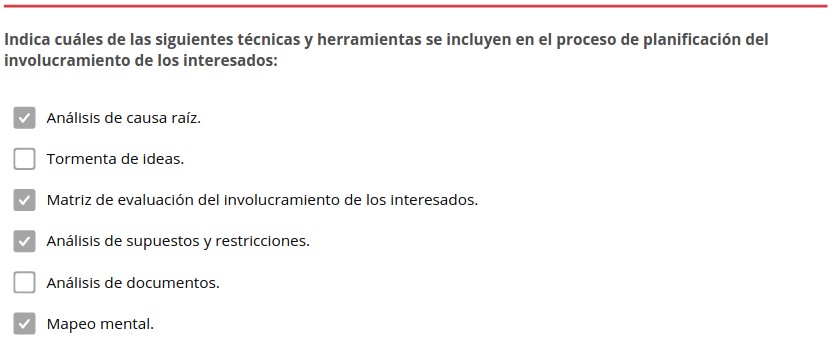 Indica cuáles de las siguientes técnicas y herramientas se incluyen en el proceso de planificación del
involucramiento de los interesados:
Análisis de causa raíz.
Tormenta de ideas.
Matriz de evaluación del involucramiento de los interesados.
Análisis de supuestos y restricciones.
Análisis de documentos.
Mapeo mental.